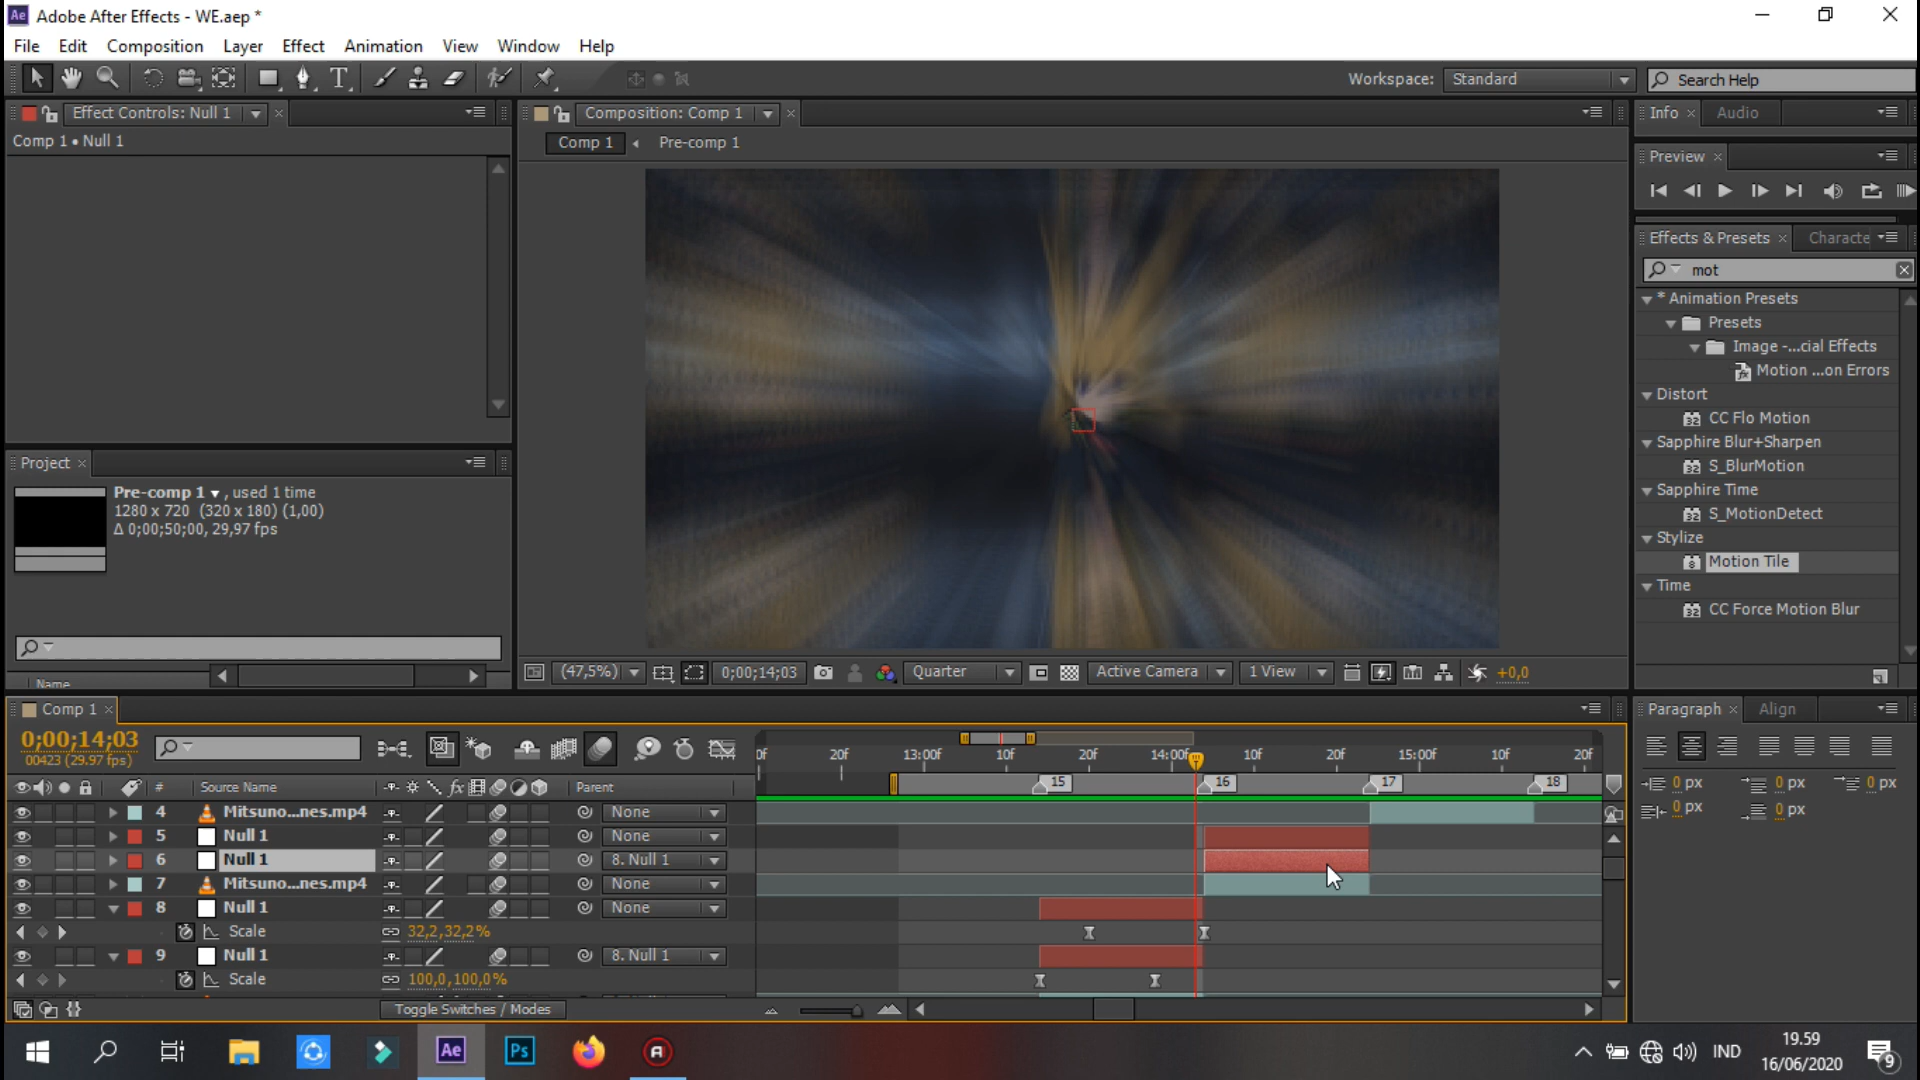 Adobe After Effects - WE.aep *
File Edit Composition Layer Effect Animation View Window Help
Workspace: Standard Search Help
Effect Controls: Null 1
Comp 1 • Null 1
Composition: Comp 1
Comp 1 Pre-comp 1
Info Audio
Preview
Effects & Presets Characte
mot
* Animation Presets
Presets
Image -...cial Effects
Motion ...on Errors
Distort
CC Flo Motion
Sapphire Blur+Sharpen
S_BlurMotion
Sapphire Time
S_MotionDetect
Stylize
Motion Tile
Time
CC Force Motion Blur
Project
Pre-comp 1 , used 1 time
1280 x 720 (320 x 180) (1,00)
Δ 0;00;50;00, 29,97 fps
Name
(47,5%) 0;00;14;03 Quarter Active Camera 1 View +0,0
Comp 1
0;00;14;03
00423 (29.97 fps)
0f 20f 13:00f 10f 20f 14:00f 10f 20f 15:00f 10f 20f
15 16 17 18
# Source Name Parent
4 Mitsuno...nes.mp4 None
5 Null 1 None
6 Null 1 8. Null 1
7 Mitsuno...nes.mp4 None
8 Null 1 None
Scale 32,2,32,2%
9 Null 1 8. Null 1
Scale 100,0,100,0%
Toggle Switches / Modes
Paragraph Align
0 px 0 px 0 px
0 px 0 px
Ae Ps IND 19.59
16/06/2020 9